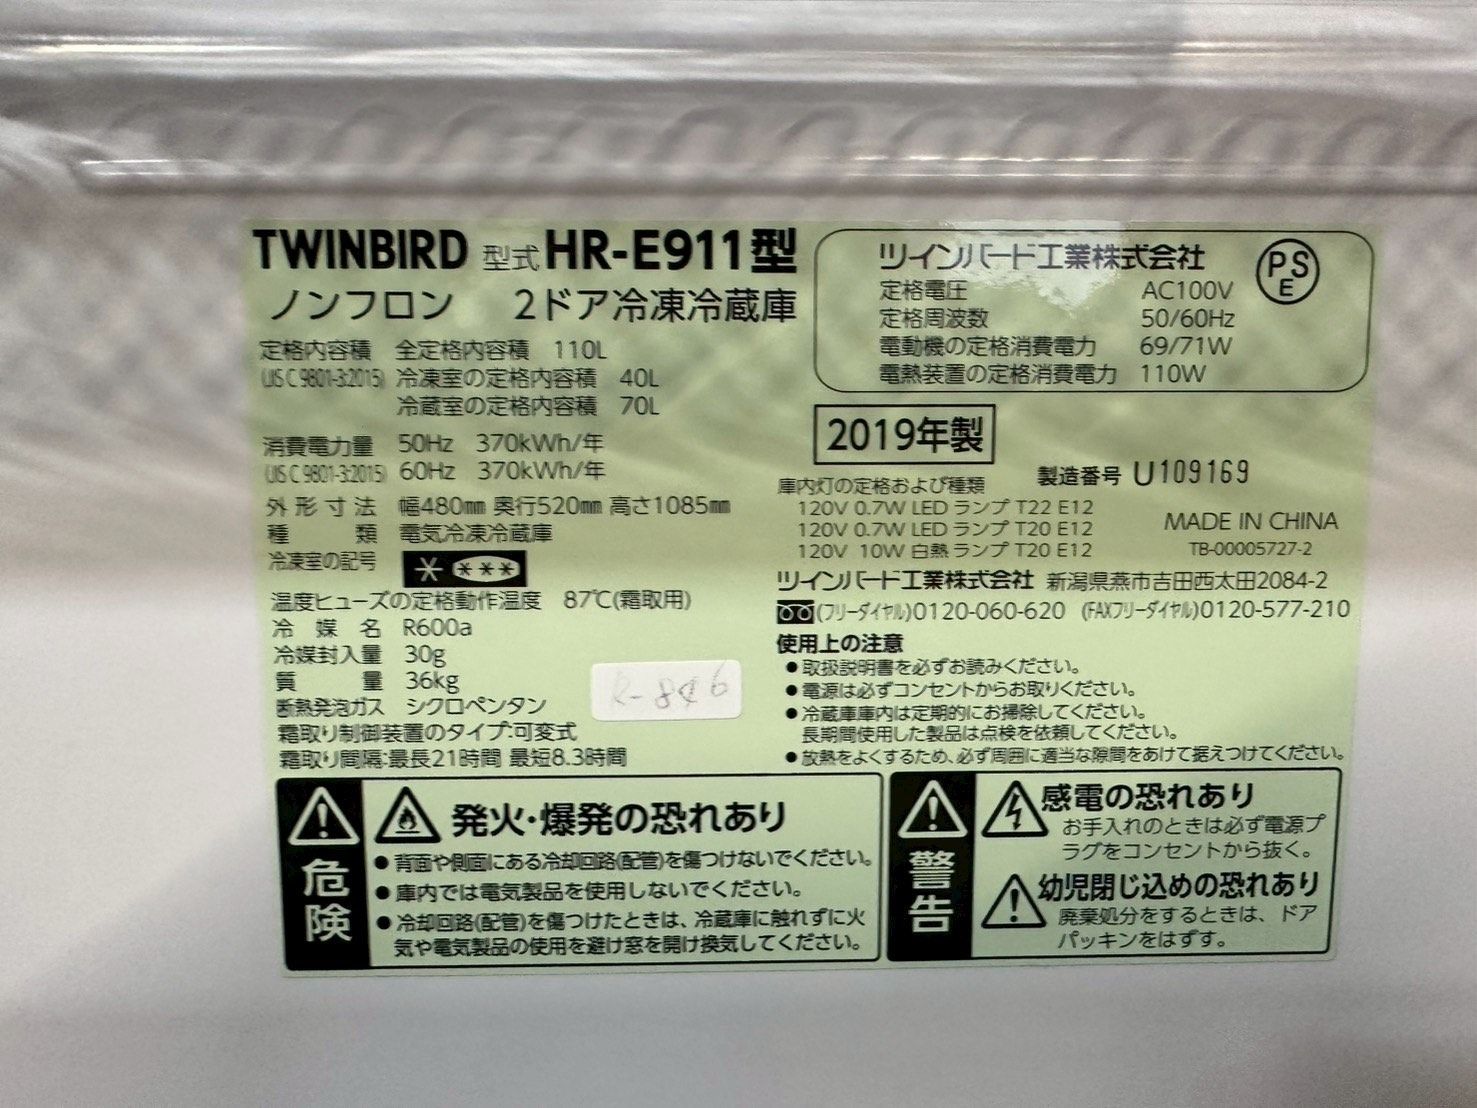 TWINBIRD 型式 HR-E911型
ノンフロン 2ドア冷凍冷蔵庫
定格内容積 全定格内容積 110L
(JIS C 9801-3:2015) 冷凍室の定格内容積 40L
冷蔵室の定格内容積 70L
消費電力量 50Hz 370kWh/年
(JIS C 9801-3:2015) 60Hz 370kWh/年
外形寸法 幅480mm 奥行520mm 高さ1085mm
種類 電気冷凍冷蔵庫
冷凍室の記号 * ***
温度ヒューズの定格動作温度 87℃(霜取用)
冷媒名 R600a
冷媒封入量 30g
質量 36kg
断熱発泡ガス シクロペンタン
霜取り制御装置のタイプ:可変式
霜取り間隔:最長21時間 最短8.3時間
R-846
ツインバード工業株式会社
PSE
定格電圧 AC100V
定格周波数 50/60Hz
電動機の定格消費電力 69/71W
電熱装置の定格消費電力 110W
2019年製
製造番号 U109169
庫内灯の定格および種類
120V 0.7W LED ランプ T22 E12
120V 0.7W LED ランプ T20 E12
120V 10W 白熱 ランプ T20 E12
MADE IN CHINA
TB-00005727-2
ツインバード工業株式会社 新潟県燕市吉田西太田2084-2
(フリーダイヤル)0120-060-620 (FAXフリーダイヤル)0120-577-210
使用上の注意
●取扱説明書を必ずお読みください。
●電源は必ずコンセントからお取りください。
●冷蔵庫庫内は定期的にお掃除してください。
長期間使用した製品は点検を依頼してください。
●放熱をよくするため、必ず周囲に適当な隙間をあけて据えつけてください。
危険
発火・爆発の恐れあり
●背面や側面にある冷却回路(配管)を傷つけないでください。
●庫内では電気製品を使用しないでください。
●冷却回路(配管)を傷つけたときは、冷蔵庫に触れずに火
気や電気製品の使用を避け窓を開け換気してください。
警告
感電の恐れあり
お手入れのときは必ず電源プ
ラグをコンセントから抜く。
幼児閉じ込めの恐れあり
廃棄処分をするときは、ドア
パッキンをはずす。